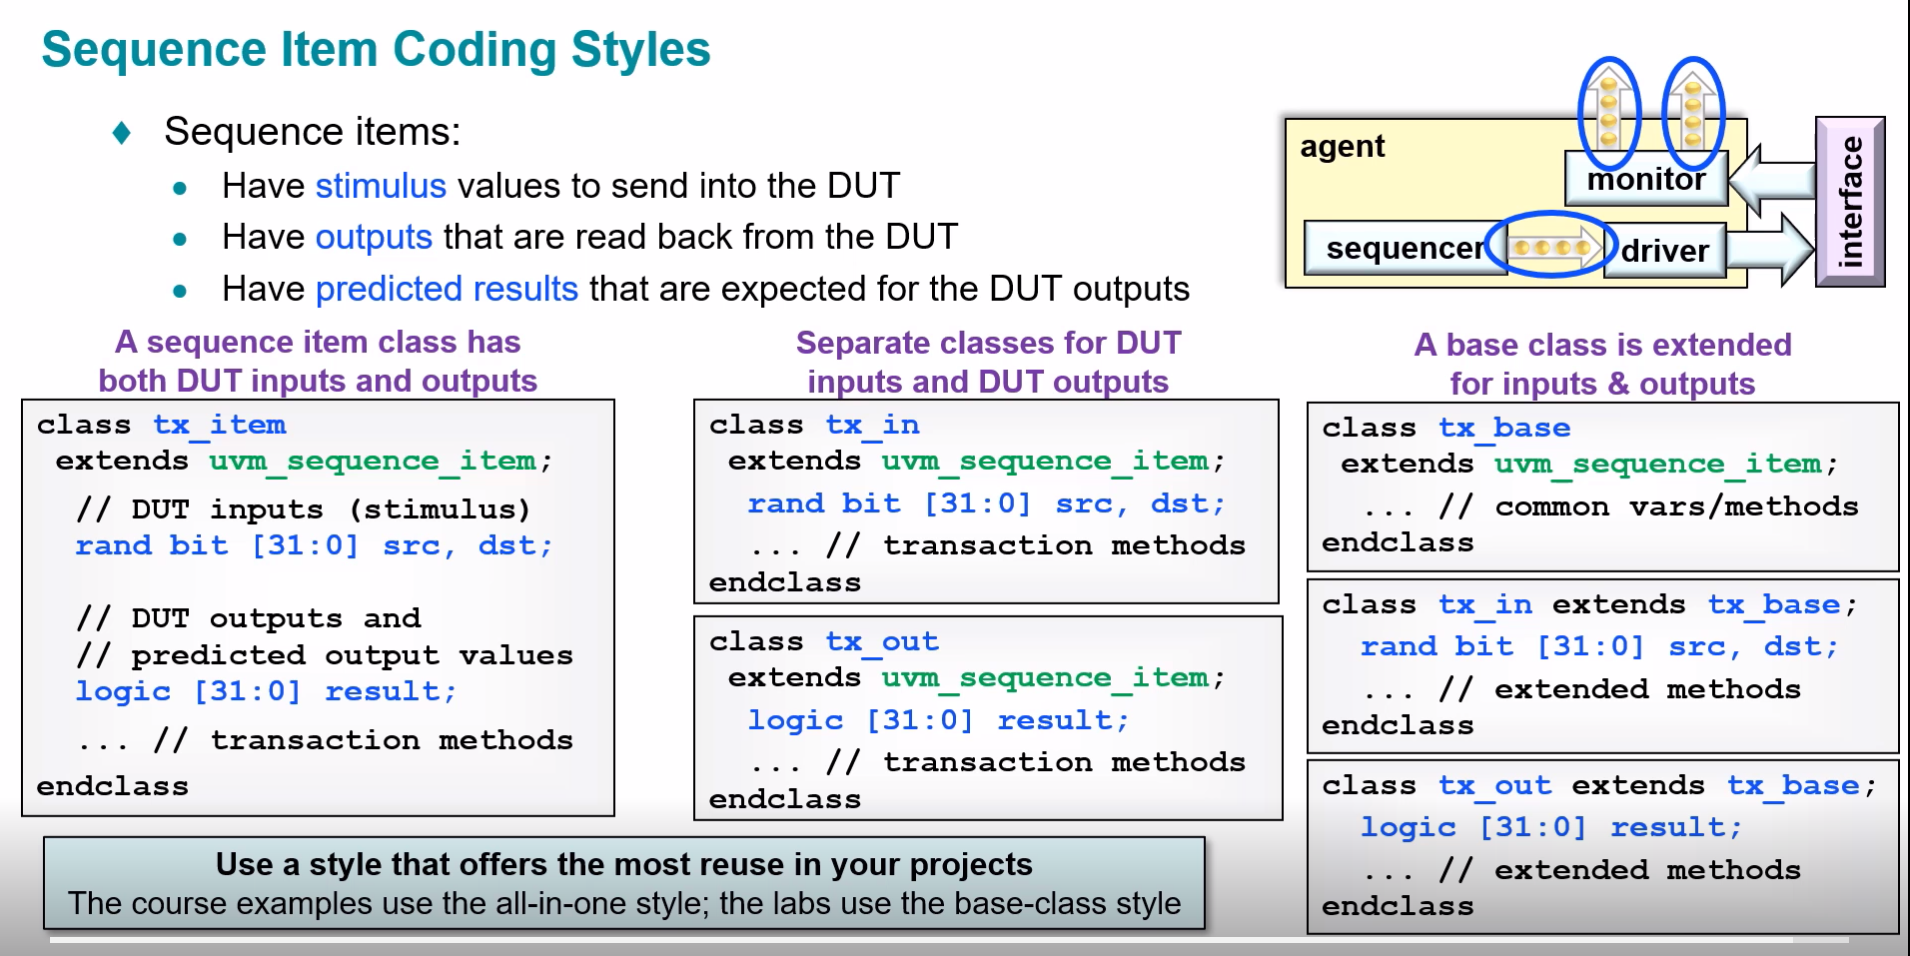 Sequence Item Coding Styles
♦ Sequence items:
• Have stimulus values to send into the DUT
• Have outputs that are read back from the DUT
• Have predicted results that are expected for the DUT outputs
agent
monitor
sequencer
driver
interface
A sequence item class has
both DUT inputs and outputs
class tx_item
extends uvm_sequence_item;
// DUT inputs (stimulus)
rand bit [31:0] src, dst;
// DUT outputs and
// predicted output values
logic [31:0] result;
... // transaction methods
endclass
Separate classes for DUT
inputs and DUT outputs
class tx_in
extends uvm_sequence_item;
rand bit [31:0] src, dst;
... // transaction methods
endclass
class tx_out
extends uvm_sequence_item;
logic [31:0] result;
... // transaction methods
endclass
A base class is extended
for inputs & outputs
class tx_base
extends uvm_sequence_item;
... // common vars/methods
endclass
class tx_in extends tx_base;
rand bit [31:0] src, dst;
... // extended methods
endclass
class tx_out extends tx_base;
logic [31:0] result;
... // extended methods
endclass
Use a style that offers the most reuse in your projects
The course examples use the all-in-one style; the labs use the base-class style